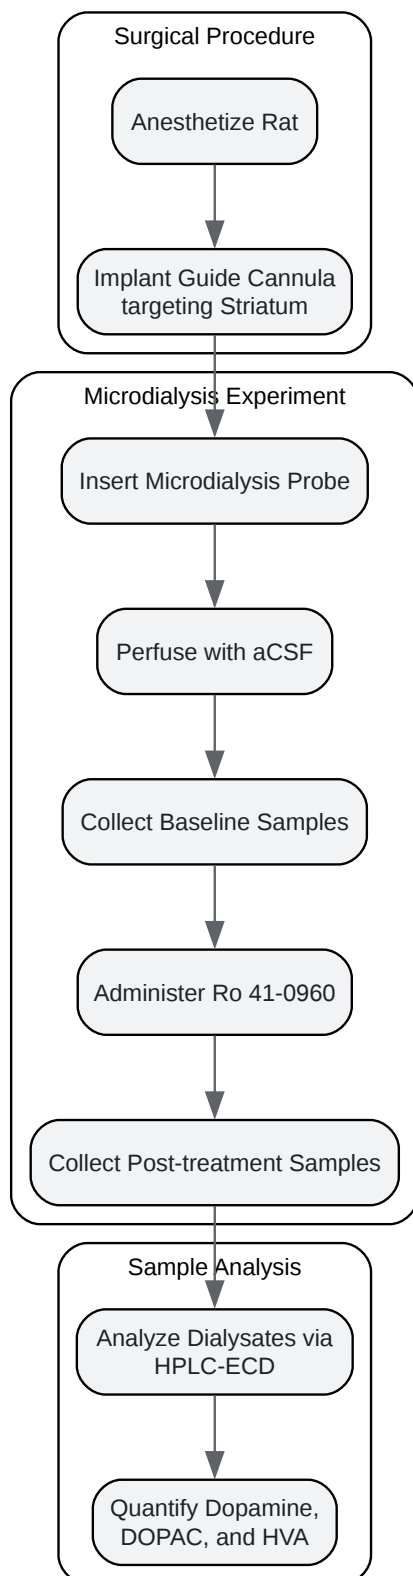 Surgical Procedure
Anesthetize Rat
Implant Guide Cannula
targeting Striatum
Microdialysis Experiment
Insert Microdialysis Probe
Perfuse with aCSF
Collect Baseline Samples
Administer Ro 41-0960
Collect Post-treatment Samples
Sample Analysis
Analyze Dialysates via
HPLC-ECD
Quantify Dopamine,
DOPAC, and HVA